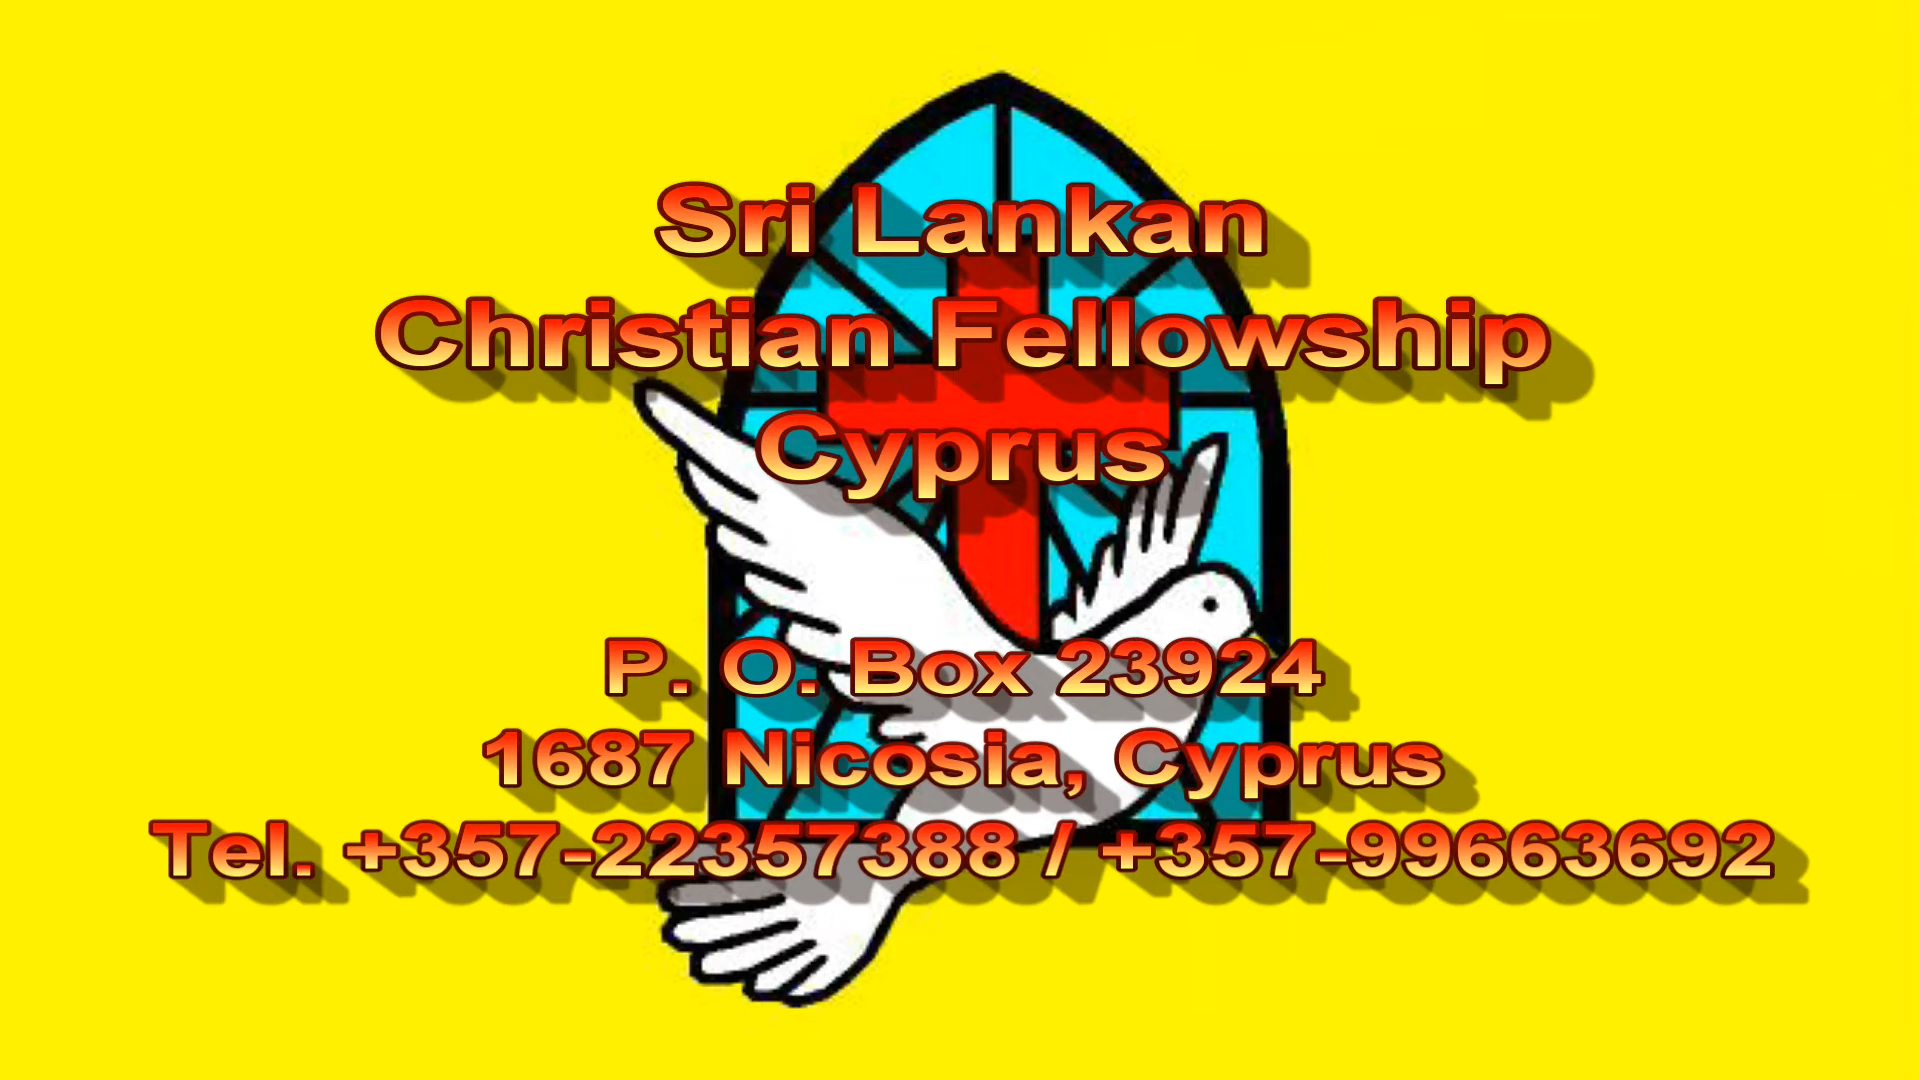 Sri Lankan
Christian Fellowship
Cyprus
P. O. Box 23924
1687 Nicosia, Cyprus
Tel. +357-22357388 / +357-99663692